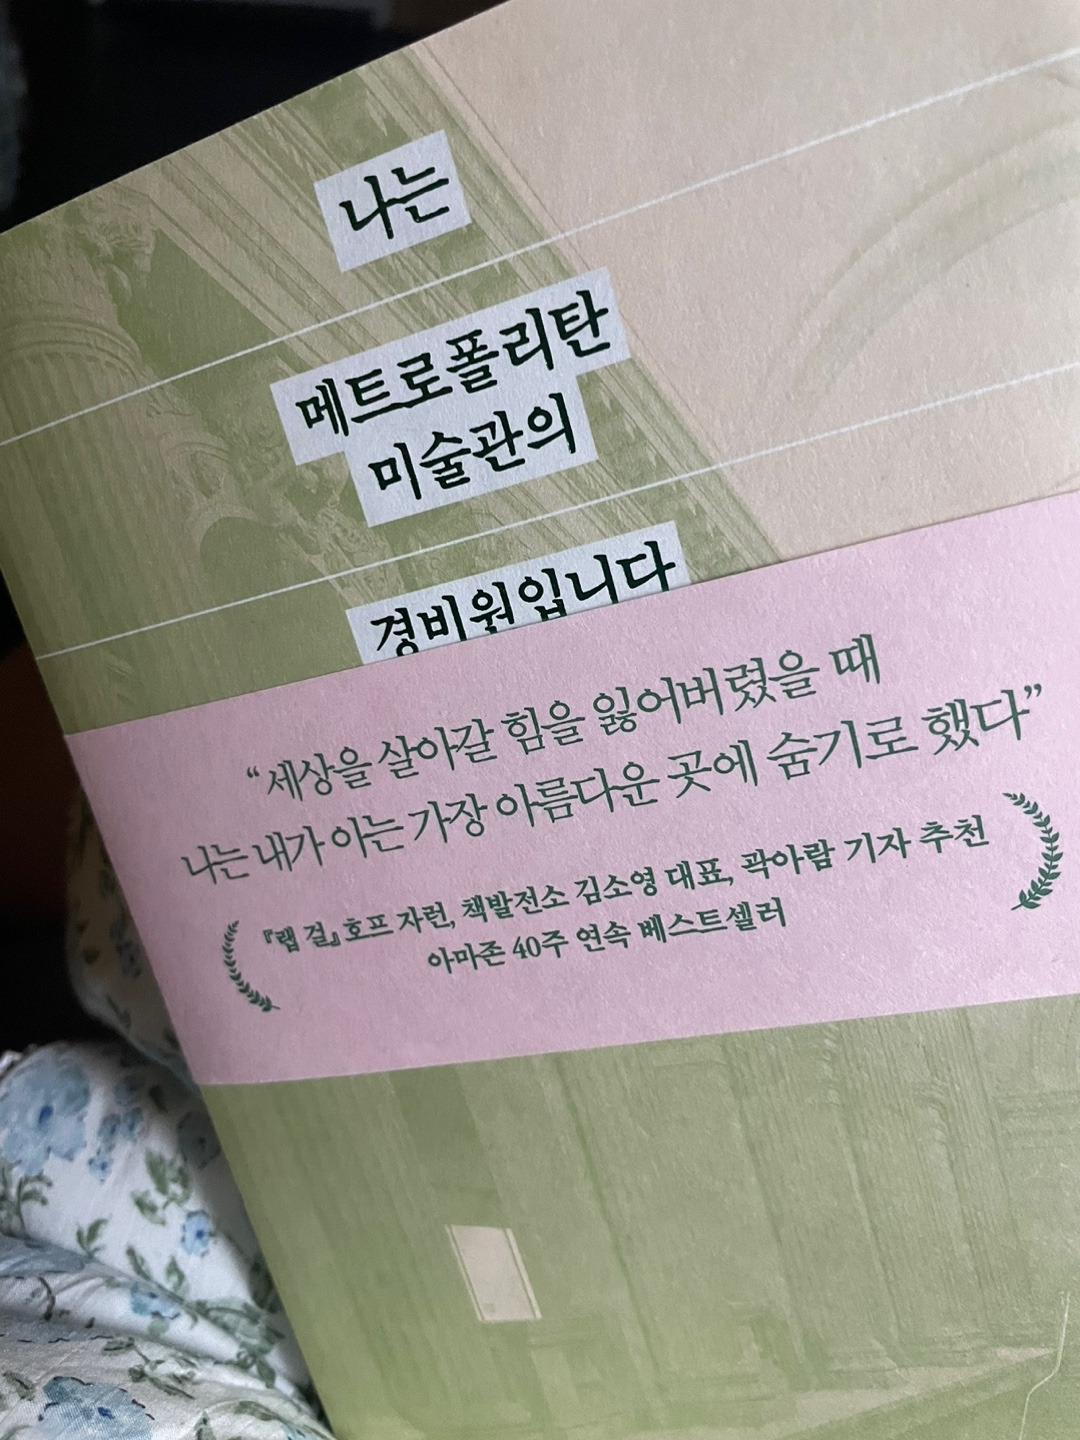 나는
메트로폴리탄
미술관의
경비원입니다
“세상을 살아갈 힘을 잃어버렸을 때
나는 내가 아는 가장 아름다운 곳에 숨기로 했다”
『랩 걸』 호프 자런, 책발전소 김소영 대표, 곽아람 기자 추천
아마존 40주 연속 베스트셀러